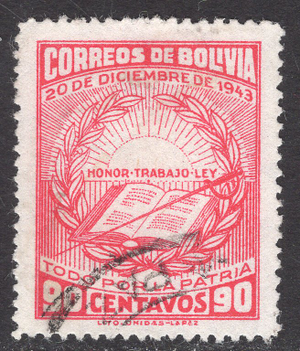 CORREOS DE BOLIVIA
20 DE DICIEMBRE DE 1943
HONOR · TRABAJO · LEY
TODO POR LA PATRIA
90 CENTAVOS 90
LITO. UNIDAS-LAPAZ